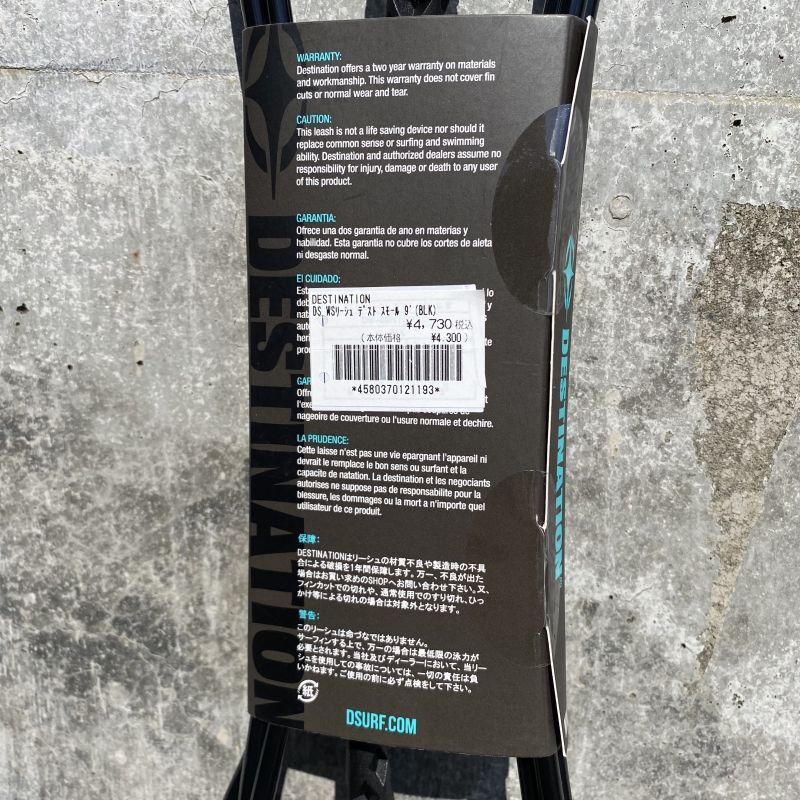 DESTINATION
WARRANTY:
Destination offers a two year warranty on materials
and workmanship. This warranty does not cover fin
cuts or normal wear and tear.
CAUTION:
This leash is not a life saving device nor should it
replace common sense or surfing and swimming
ability. Destination and authorized dealers assume no
responsibility for injury, damage or death to any user
of this product.
GARANTIA:
Ofrece una dos garantia de ano en materias y
habilidad. Esta garantia no cubre los cortes de aleta
ni desgaste normal.
El CUIDADO:
DESTINATION
DS_WSリーシュ デスト スモール 9'(BLK)
¥4,730 税込
(本体価格 ¥4,300)
*4580370121193*
nageoire de couverture ou l'usure normale et dechire.
LA PRUDENCE:
Cette laisse n'est pas une vie epargnant l'appareil ni
devrait le remplace le bon sens ou surfant et la
capacite de natation. La destination et les negociants
autorises ne suppose pas de responsabilite pour la
blessure, les dommages ou la mort a n'importe quel
utilisateur de ce produit.
保障:
DESTINATIONはリーシュの材質不良や製造時の不具
合による破損を1年間保障します。万一、不良が出た
場合はお買い求めのSHOPへお問い合わせ下さい。又、
フィンカットでの切れや、通常使用でのすり切れ、ひっ
かけ等による切れの場合は対象外となります。
警告:
このリーシュは命づなではありません。
サーフィンする上で、万一の場合は最低限の泳力が
必要とされます。当社及びディーラーにおいて、当リー
シュを使用しての事故については、一切の責任は負
いかねます。ご使用の前に必ず点検をして下さい。
紙
DSURF.COM
DESTINATION